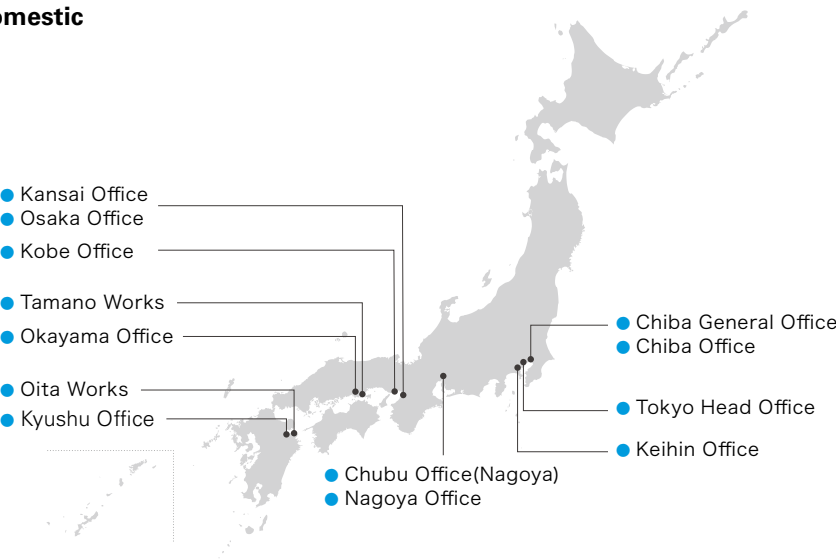 omestic
Kansai Office
Osaka Office
Kobe Office
Tamano Works
Okayama Office
Oita Works
Kyushu Office
Chubu Office(Nagoya)
Nagoya Office
Chiba General Office
Chiba Office
Tokyo Head Office
Keihin Office